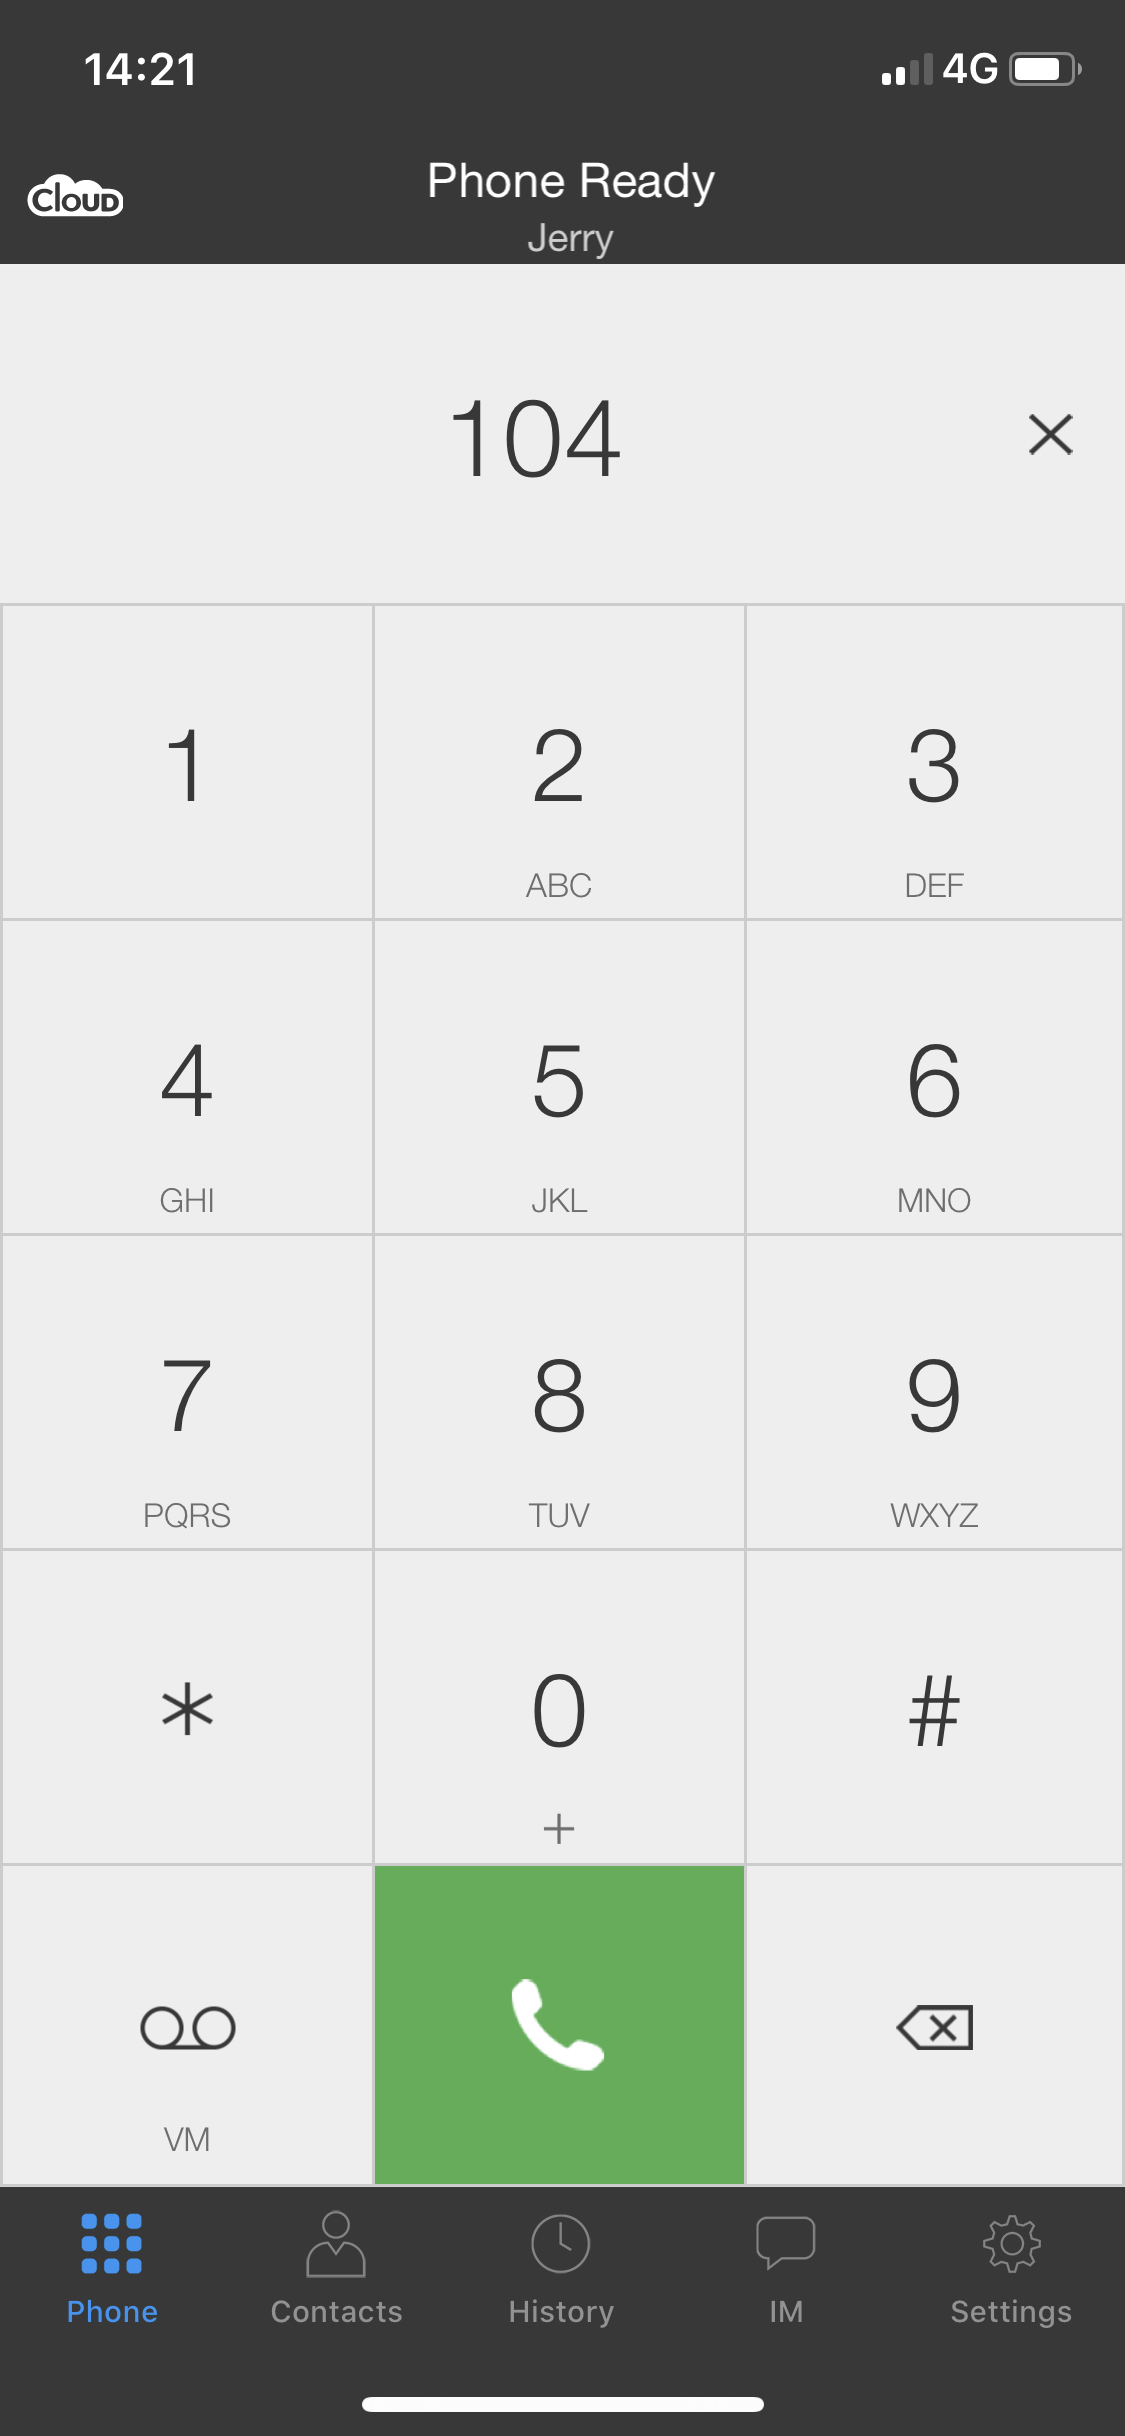 14:21 4G
Cloud
Phone Ready
Jerry
104
1 2 3
ABC DEF
4 5 6
GHI JKL MNO
7 8 9
PQRS TUV WXYZ
* 0 #
+
VM
Phone Contacts History IM Settings